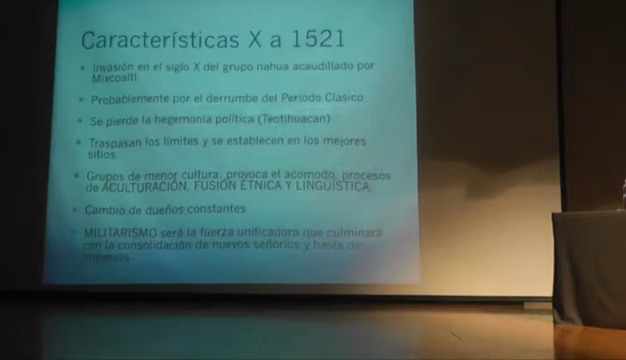 Características X a 1521
• Invasión en el siglo X del grupo nahua acaudillado por
Mixcoaltl
• Probablemente por el derrumbe del Periodo Clasico
• Se pierde la hegemonía política (Teotihuacan)
• Traspasan los límites y se establecen en los mejores
sitios.
• Grupos de menor cultura: provoca el acomodo, procesos
de ACULTURACIÓN, FUSIÓN ÉTNICA Y LINGÜÍSTICA.
• Cambio de dueños constantes
• MILITARISMO será la fuerza unificadora que culminará
con la consolidación de nuevos señoríos y hasta de
Imperios